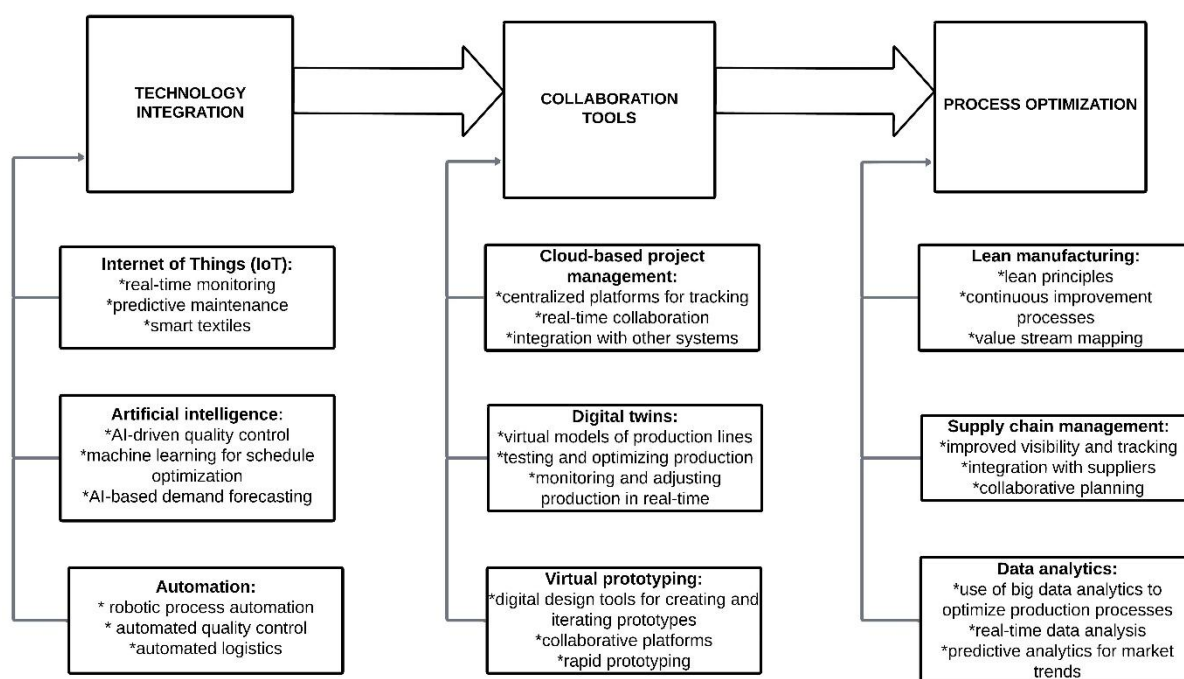 TECHNOLOGY
INTEGRATION
COLLABORATION
TOOLS
PROCESS OPTIMIZATION
Internet of Things (IoT):
*real-time monitoring
*predictive maintenance
*smart textiles
Artificial intelligence:
*AI-driven quality control
*machine learning for schedule
optimization
*AI-based demand forecasting
Automation:
* robotic process automation
* automated quality control
*automated logistics
Cloud-based project
management:
*centralized platforms for tracking
*real-time collaboration
*integration with other systems
Digital twins:
*virtual models of production lines
*testing and optimizing production
*monitoring and adjusting
production in real-time
Virtual prototyping:
*digital design tools for creating and
iterating prototypes
*collaborative platforms
*rapid prototyping
Lean manufacturing:
*lean principles
*continuous improvement
processes
*value stream mapping
Supply chain management:
*improved visibility and tracking
*integration with suppliers
*collaborative planning
Data analytics:
*use of big data analytics to
optimize production processes
*real-time data analysis
*predictive analytics for market
trends